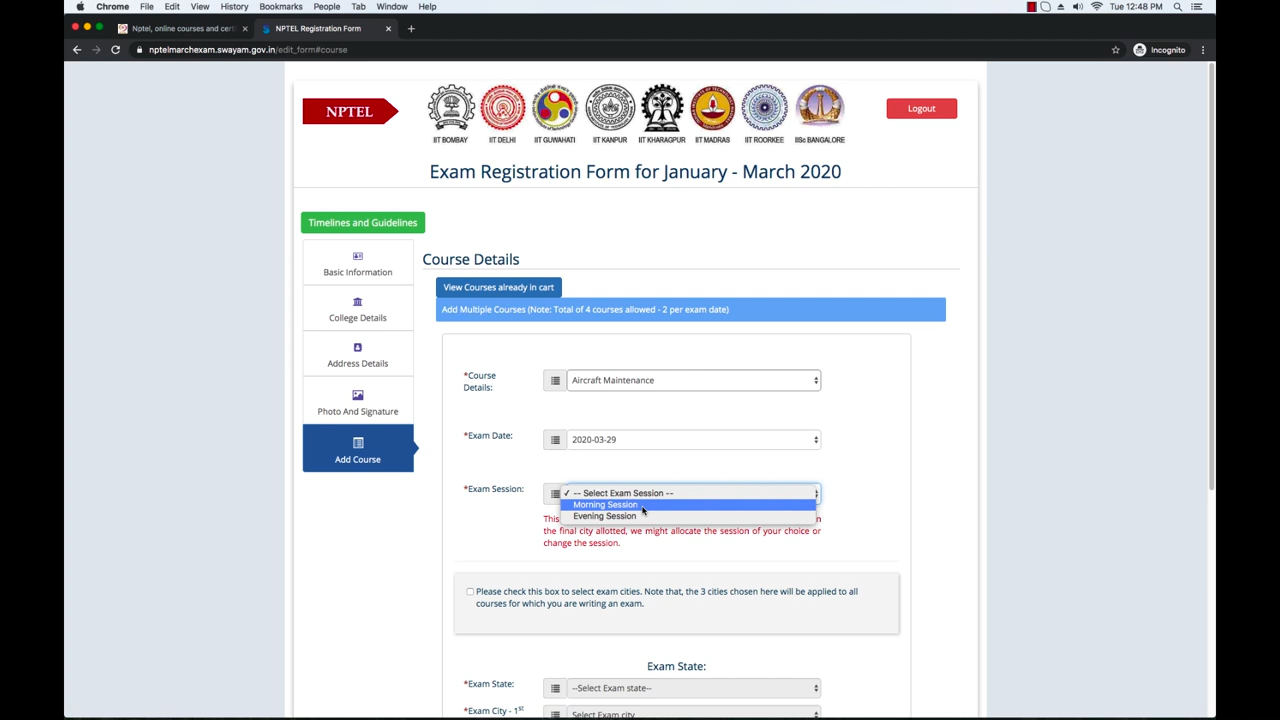 Chrome File Edit View History Bookmarks People Tab Window Help Tue 12:48 PM
Nptel, online courses and cert
NPTEL Registration Form
nptelmarchexam.swayam.gov.in/edit_form#course
Incognito
NPTEL
IIT BOMBAY IIT DELHI IIT GUWAHATI IIT KANPUR IIT KHARAGPUR IIT MADRAS IIT ROORKEE IISc BANGALORE
Logout
Exam Registration Form for January - March 2020
Timelines and Guidelines
Basic Information
College Details
Address Details
Photo And Signature
Add Course
Course Details
View Courses already in cart
Add Multiple Courses (Note: Total of 4 courses allowed - 2 per exam date)
*Course
Details:
Aircraft Maintenance
*Exam Date:
2020-03-29
*Exam Session:
-- Select Exam Session --
Morning Session
Evening Session
the final city allotted, we might allocate the session of your choice or
change the session.
Please check this box to select exam cities. Note that, the 3 cities chosen here will be applied to all
courses for which you are writing an exam.
Exam State:
*Exam State:
--Select Exam state--
*Exam City - 1st
Select Exam city